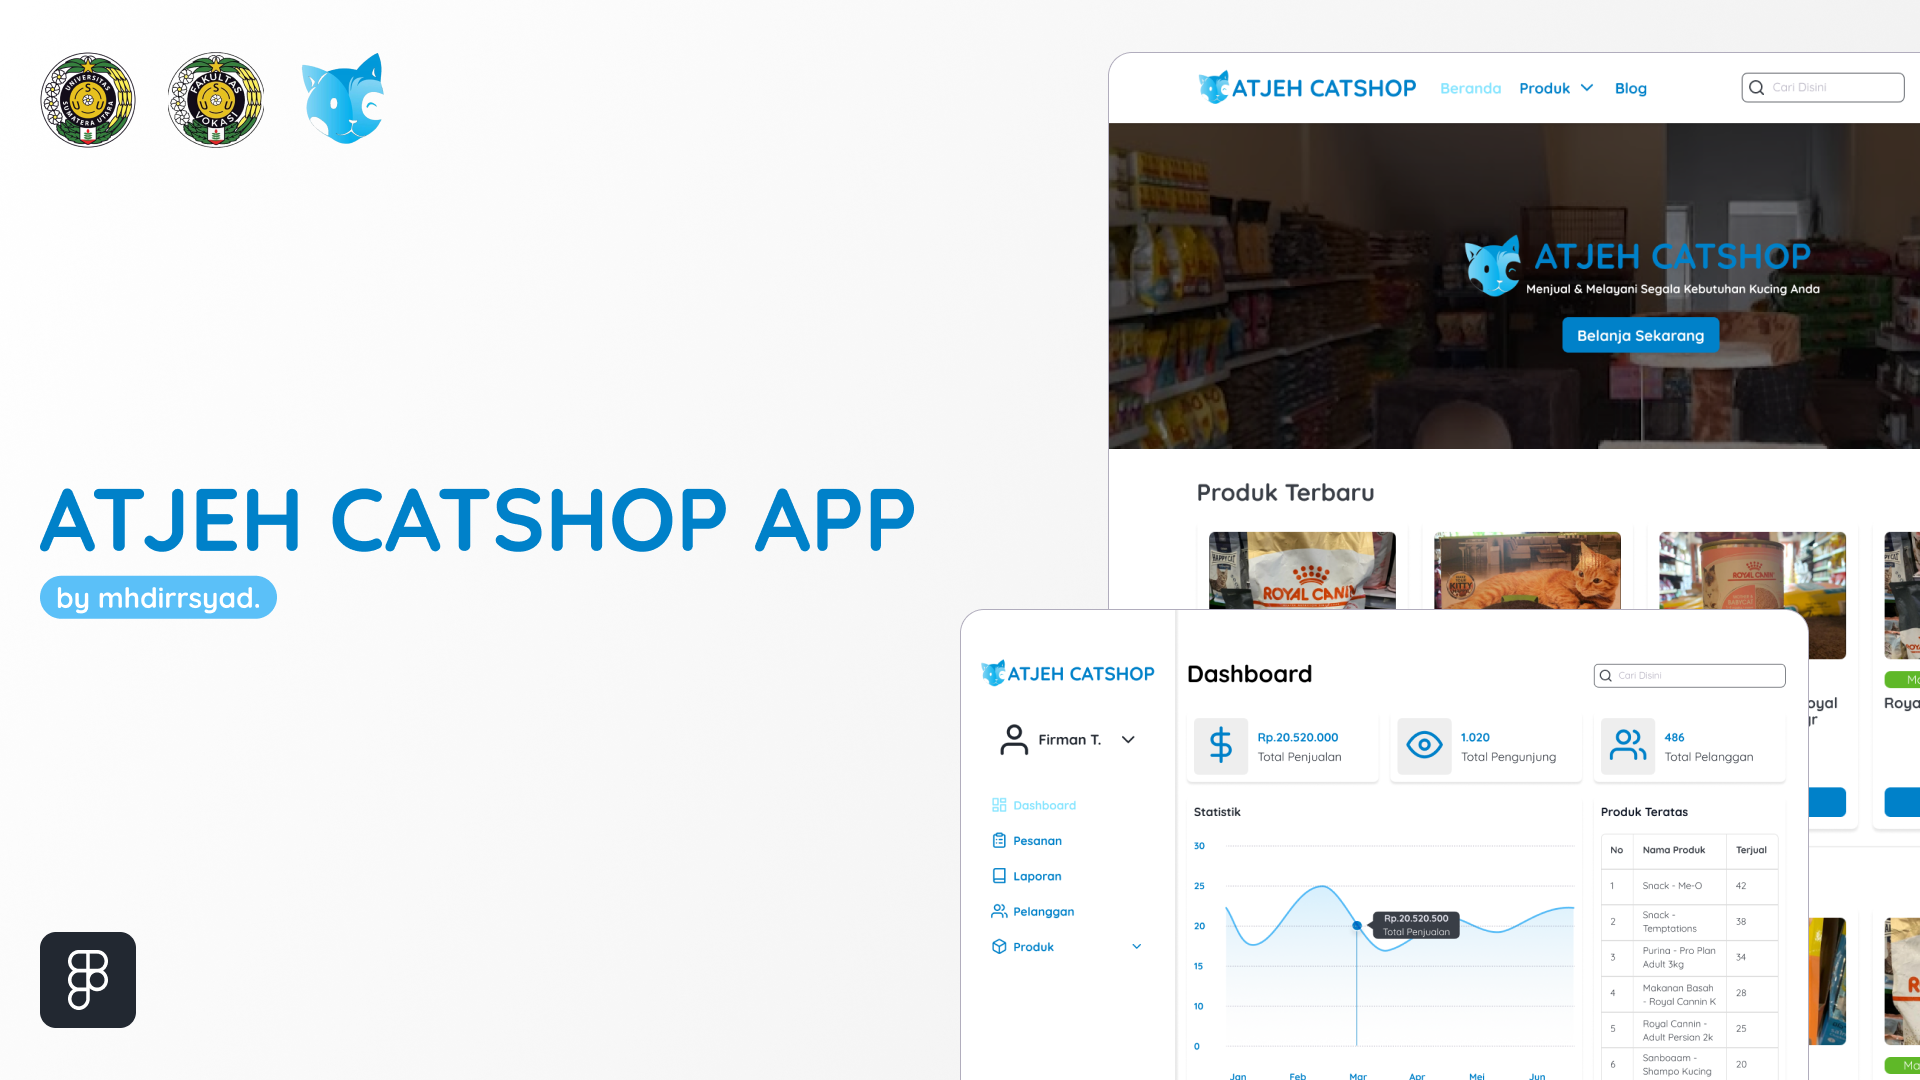 UNIVERSITAS
SUMATERA UTARA
FAKULTAS
VOKASI
ATJEH CATSHOP APP
by mhdirrsyad.
ATJEH CATSHOP
Beranda
Produk
Blog
Cari Disini
ATJEH CATSHOP
Menjual & Melayani Segala Kebutuhan Kucing Anda
Belanja Sekarang
Produk Terbaru
ROYAL CANIN
KITTY
ROYAL CANIN
oyal
Roya
ATJEH CATSHOP
Firman T.
Dashboard
Pesanan
Laporan
Pelanggan
Produk
Dashboard
Cari Disini
Rp.20.520.000
Total Penjualan
1.020
Total Pengunjung
486
Total Pelanggan
Statistik
30
25
20
15
10
0
Rp.20.520.500
Total Penjualan
Jan
Feb
Mar
Apr
Mei
Jun
Produk Teratas
No
Nama Produk
Terjual
1
Snack - Me-O
42
2
Snack -
Temptations
38
3
Purina - Pro Plan
Adult 3kg
34
4
Makanan Basah
- Royal Cannin K
28
5
Royal Cannin -
Adult Persian 2k
25
6
Sanboaam -
Shampo Kucing
20